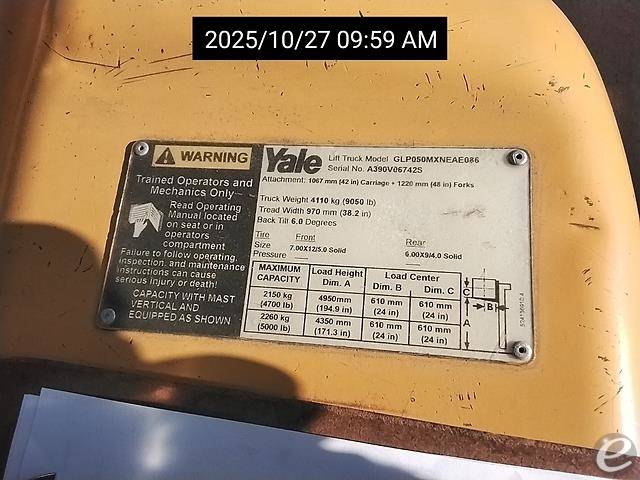 2025/10/27 09:59 AM
WARNING
Trained Operators and
Mechanics Only—
Read Operating
Manual located
on seat or in
operators
compartment
Failure to follow operating,
inspection, and maintenance
instructions can cause
serious injury or death!
CAPACITY WITH MAST
VERTICAL AND
EQUIPPED AS SHOWN
Yale Lift Truck Model GLP050MXNEAE086
Serial No. A390V06742S
Attachment: 1067 mm (42 in) Carriage + 1220 mm (48 in) Forks
Truck Weight 4110 kg (9050 lb)
Tread Width 970 mm (38.2 in)
Back Tilt 6.0 Degrees
Tire Front Rear
Size 7.00X12/5.0 Solid 6.00X9/4.0 Solid
Pressure
MAXIMUM CAPACITY Load Height Dim. A Load Center Dim. B Dim. C
2150 kg (4700 lb) 4950mm (194.9 in) 610 mm (24 in) 610 mm (24 in)
2260 kg (5000 lb) 4350 mm (171.3 in) 610 mm (24 in) 610 mm (24 in)
C
B
A
e